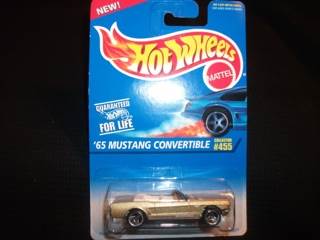 NEW!
HOT WHEELS
MATTEL
GUARANTEED
FOR LIFE
'65 MUSTANG CONVERTIBLE
COLLECTOR
#455